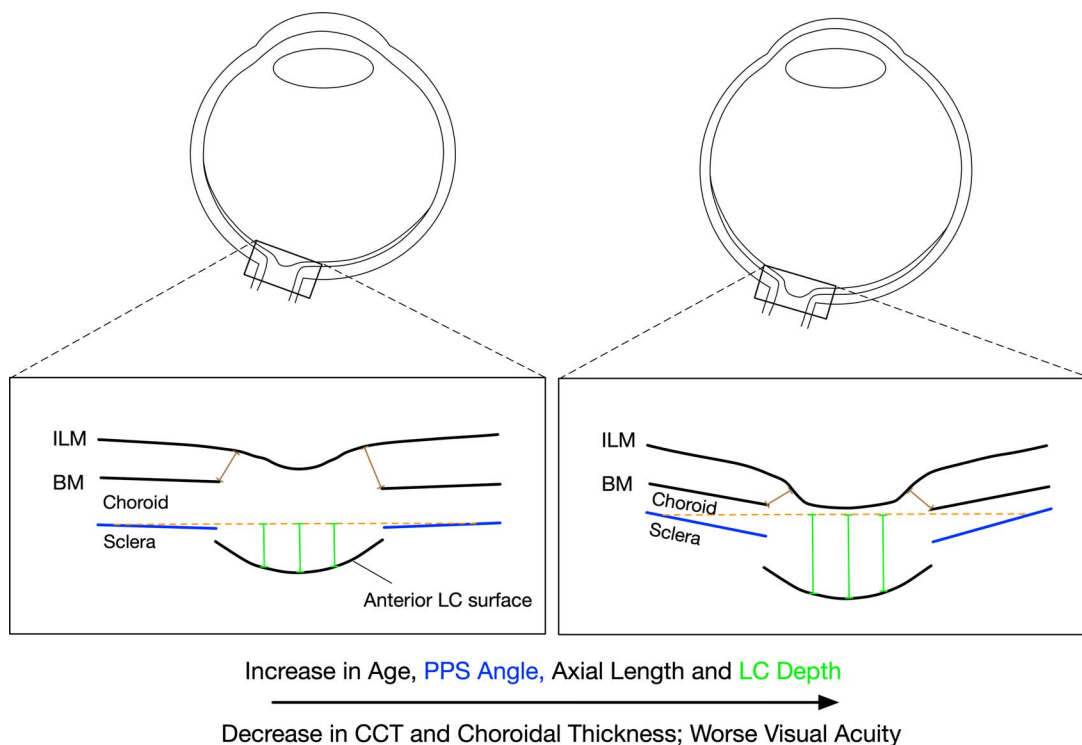 ILM
BM
Choroid
Sclera
Anterior LC surface
ILM
BM
Choroid
Sclera
Increase in Age, PPS Angle, Axial Length and LC Depth
Decrease in CCT and Choroidal Thickness; Worse Visual Acuity